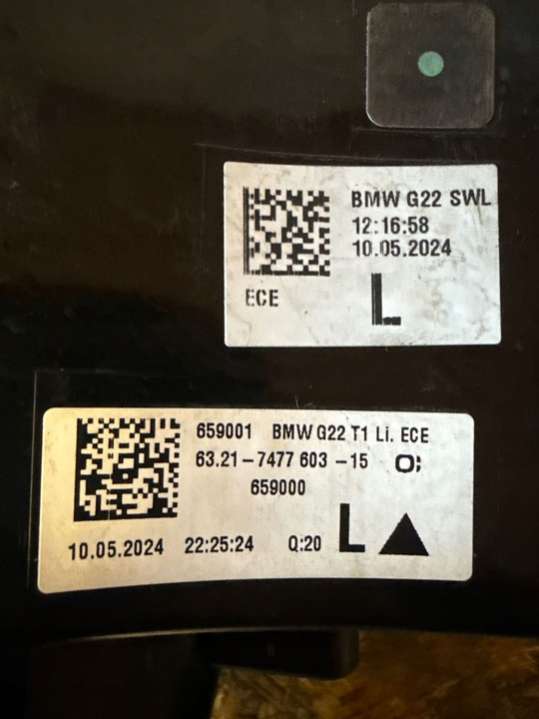 BMW G22 SWL
12:16:58
10.05.2024
ECE
L
659001 BMW G22 T1 Li. ECE
63.21-7477 603-15
659000
10.05.2024 22:25:24 Q:20 L